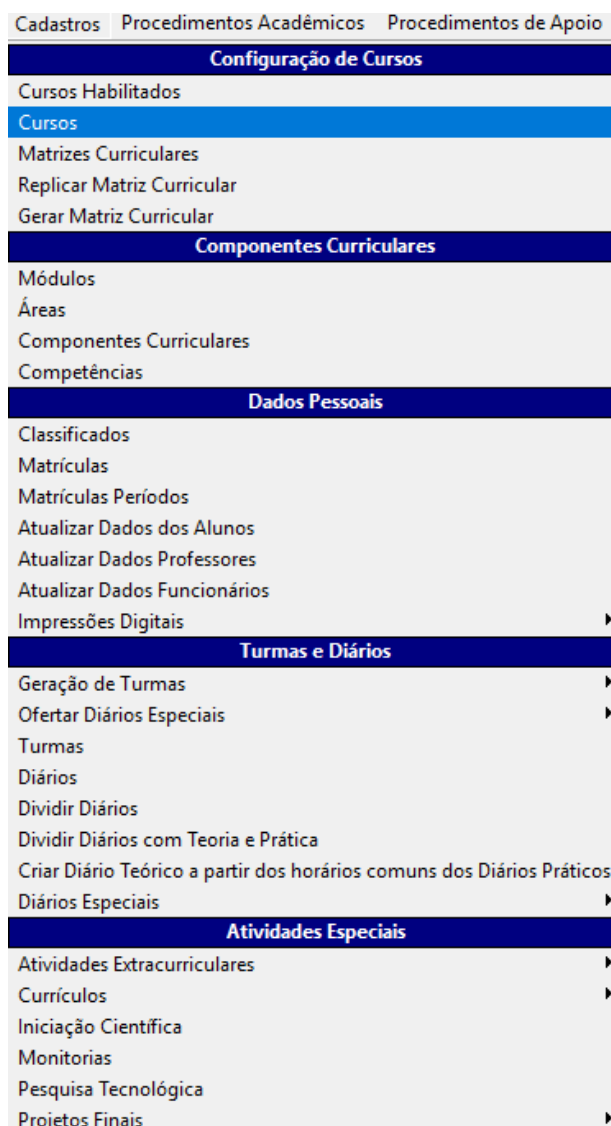 Cadastros Procedimentos Acadêmicos Procedimentos de Apoio
Configuração de Cursos
Cursos Habilitados
Cursos
Matrizes Curriculares
Replicar Matriz Curricular
Gerar Matriz Curricular
Componentes Curriculares
Módulos
Áreas
Componentes Curriculares
Competências
Dados Pessoais
Classificados
Matrículas
Matrículas Períodos
Atualizar Dados dos Alunos
Atualizar Dados Professores
Atualizar Dados Funcionários
Impressões Digitais
Turmas e Diários
Geração de Turmas
Ofertar Diários Especiais
Turmas
Diários
Dividir Diários
Dividir Diários com Teoria e Prática
Criar Diário Teórico a partir dos horários comuns dos Diários Práticos
Diários Especiais
Atividades Especiais
Atividades Extracurriculares
Currículos
Iniciação Científica
Monitorias
Pesquisa Tecnológica
Projetos Finais